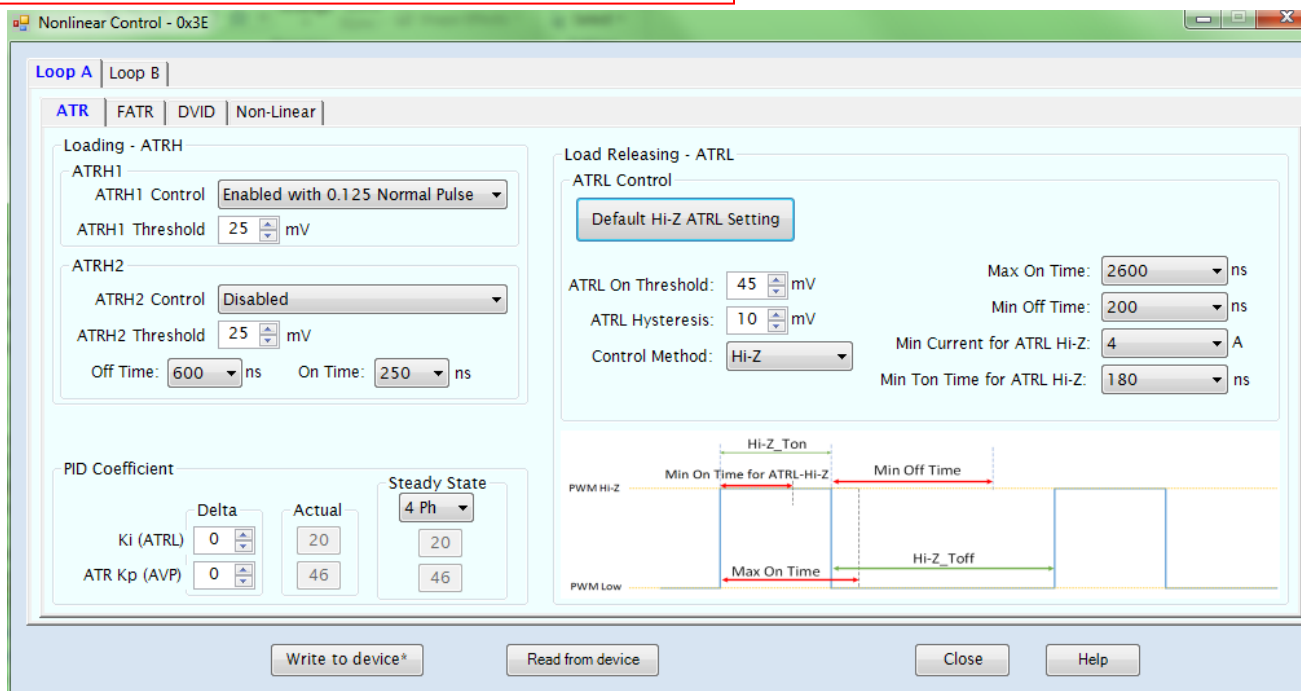 Nonlinear Control - 0x3E
Loop A Loop B
ATR FATR DVID Non-Linear
Loading - ATRH
ATRH1
ATRH1 Control Enabled with 0.125 Normal Pulse
ATRH1 Threshold 25 mV
ATRH2
ATRH2 Control Disabled
ATRH2 Threshold 25 mV
Off Time: 600 ns On Time: 250 ns
PID Coefficient
Delta Actual Steady State
4 Ph
Ki (ATRL) 0 20 20
ATR Kp (AVP) 0 46 46
Load Releasing - ATRL
ATRL Control
Default Hi-Z ATRL Setting
ATRL On Threshold: 45 mV
ATRL Hysteresis: 10 mV
Control Method: Hi-Z
Max On Time: 2600 ns
Min Off Time: 200 ns
Min Current for ATRL Hi-Z: 4 A
Min Ton Time for ATRL Hi-Z: 180 ns
Hi-Z_Ton
Min On Time for ATRL-Hi-Z Min Off Time
PWM Hi-Z
Hi-Z_Toff
Max On Time
PWM Low
Write to device* Read from device Close Help